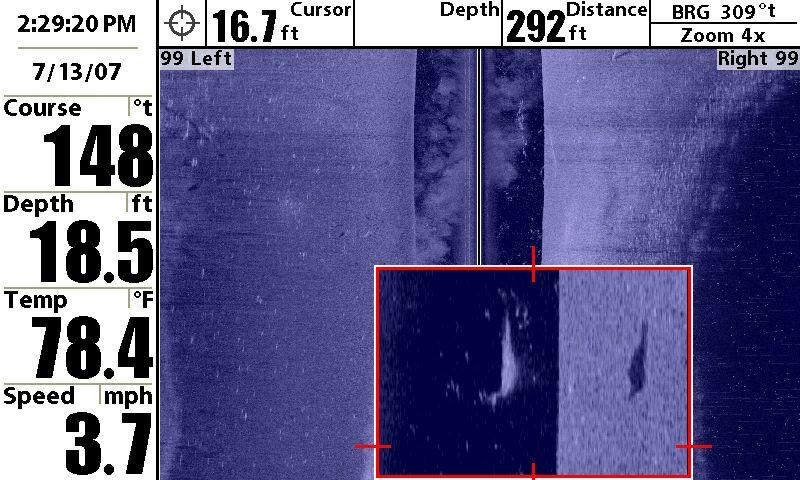 2:29:20 PM
7/13/07
Course °t
148
Depth ft
18.5
Temp °F
78.4
Speed mph
3.7
Cursor Depth
16.7 ft
Distance
292 ft
BRG 309°t
Zoom 4x
99 Left
Right 99